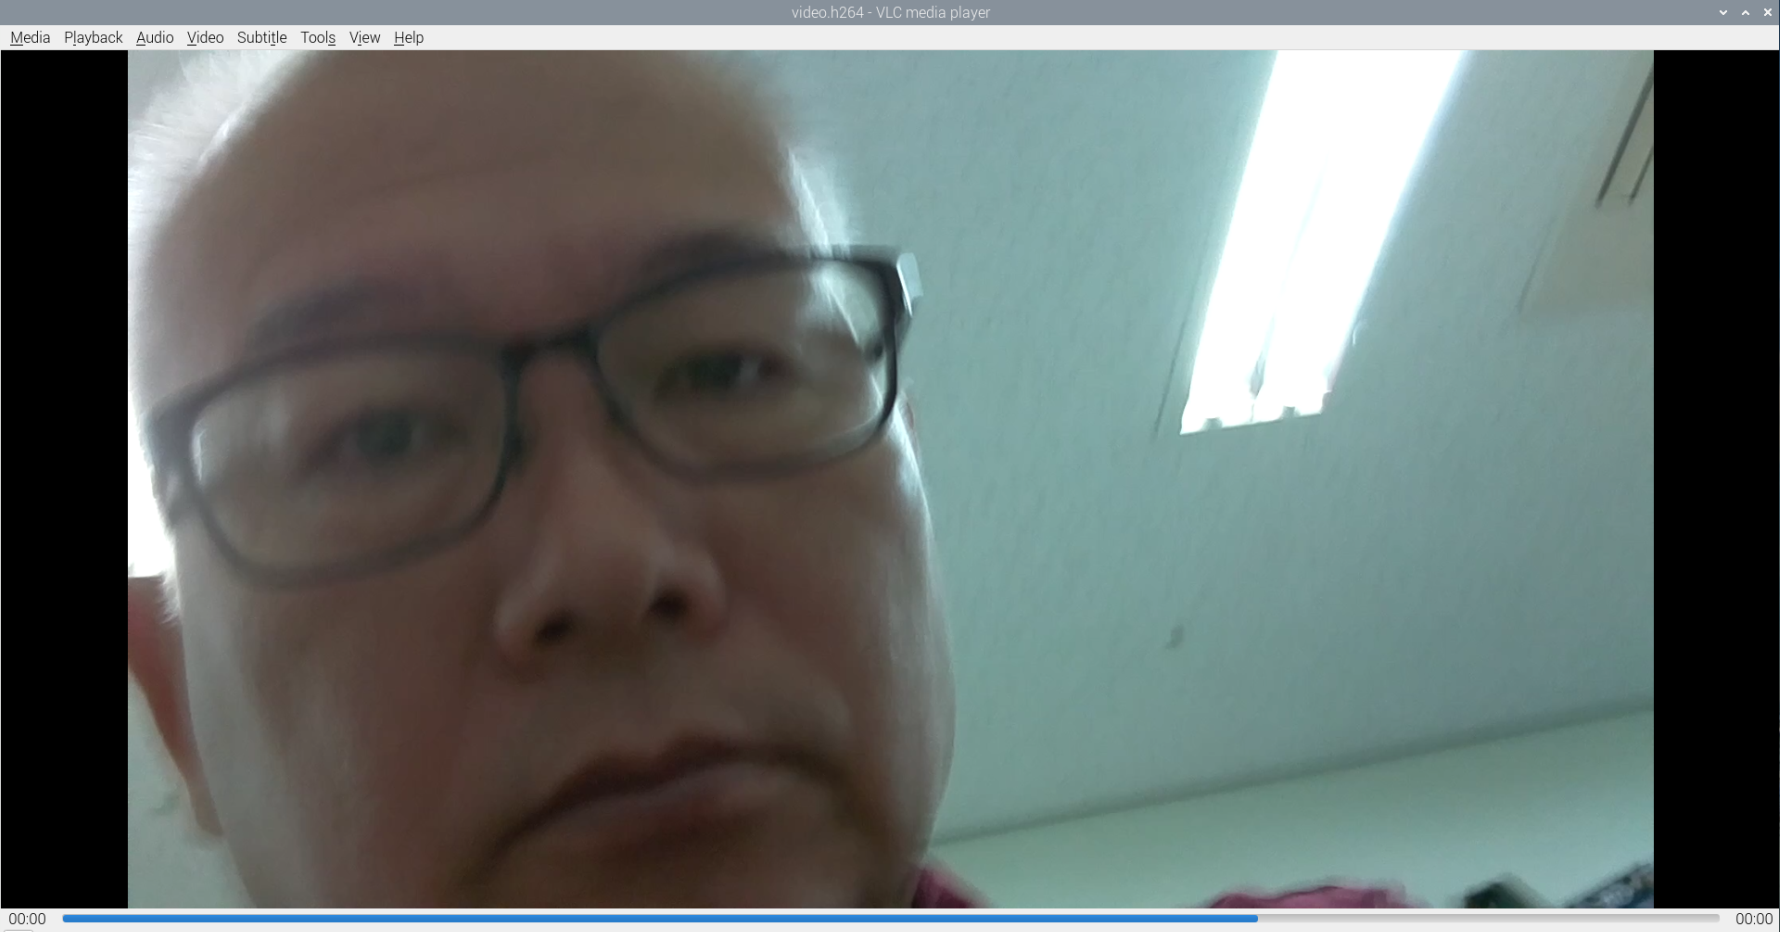 video.h264 - VLC media player
Media Playback Audio Video Subtitle Tools View Help
00:00 00:00